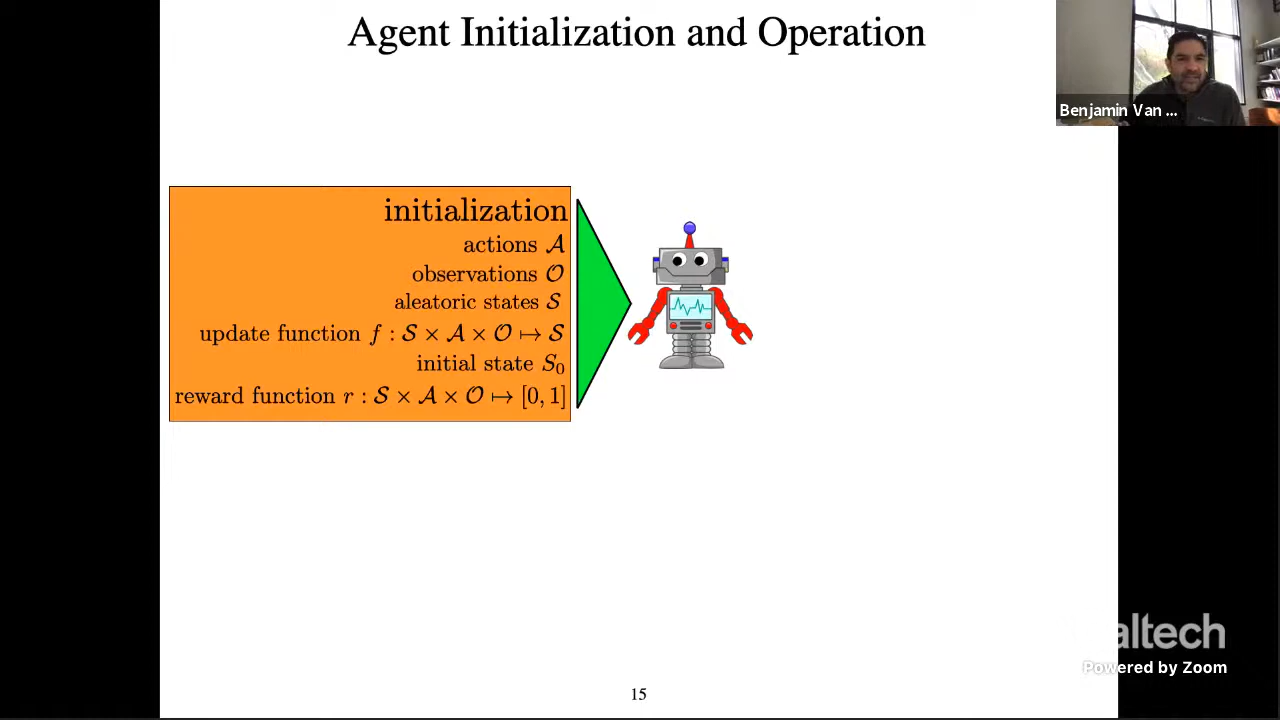 Agent Initialization and Operation
Benjamin Van ...
initialization
actions 𝒜
observations 𝒪
aleatoric states 𝒮
update function f : 𝒮 × 𝒜 × 𝒪 ↦ 𝒮
initial state S₀
reward function r : 𝒮 × 𝒜 × 𝒪 ↦ [0, 1]
altech
Powered by Zoom
15